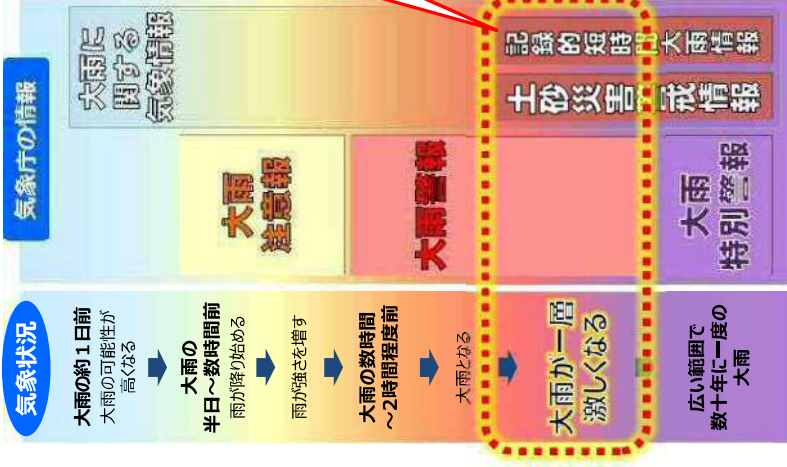 気象状況
気象庁の情報
大雨の約1日前
大雨の可能性が
高くなる
大雨の
半日~数時間前
雨が降り始める
雨が強さを増す
大雨の数時間
~2時間程度前
大雨となる
大雨が一層
激しくなる
広い範囲で
数十年に一度の
大雨
大雨に
関する
気象情報
大雨
注意報
大雨警報
大雨
特別警報
土砂災害警戒情報
記録的短時間大雨情報